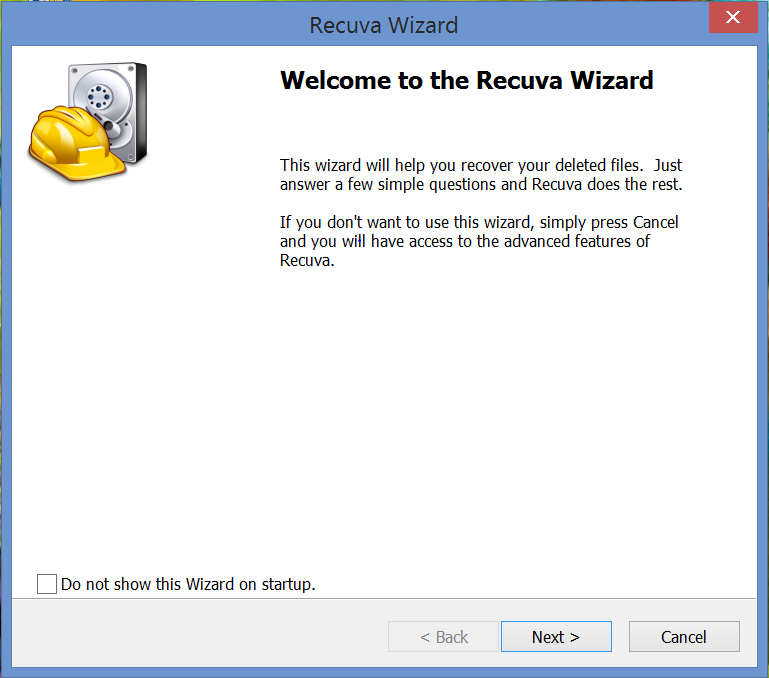 Recuva Wizard
Welcome to the Recuva Wizard
This wizard will help you recover your deleted files.  Just
answer a few simple questions and Recuva does the rest.
If you don't want to use this wizard, simply press Cancel
and you will have access to the advanced features of
Recuva.
Do not show this Wizard on startup.
< Back
Next >
Cancel